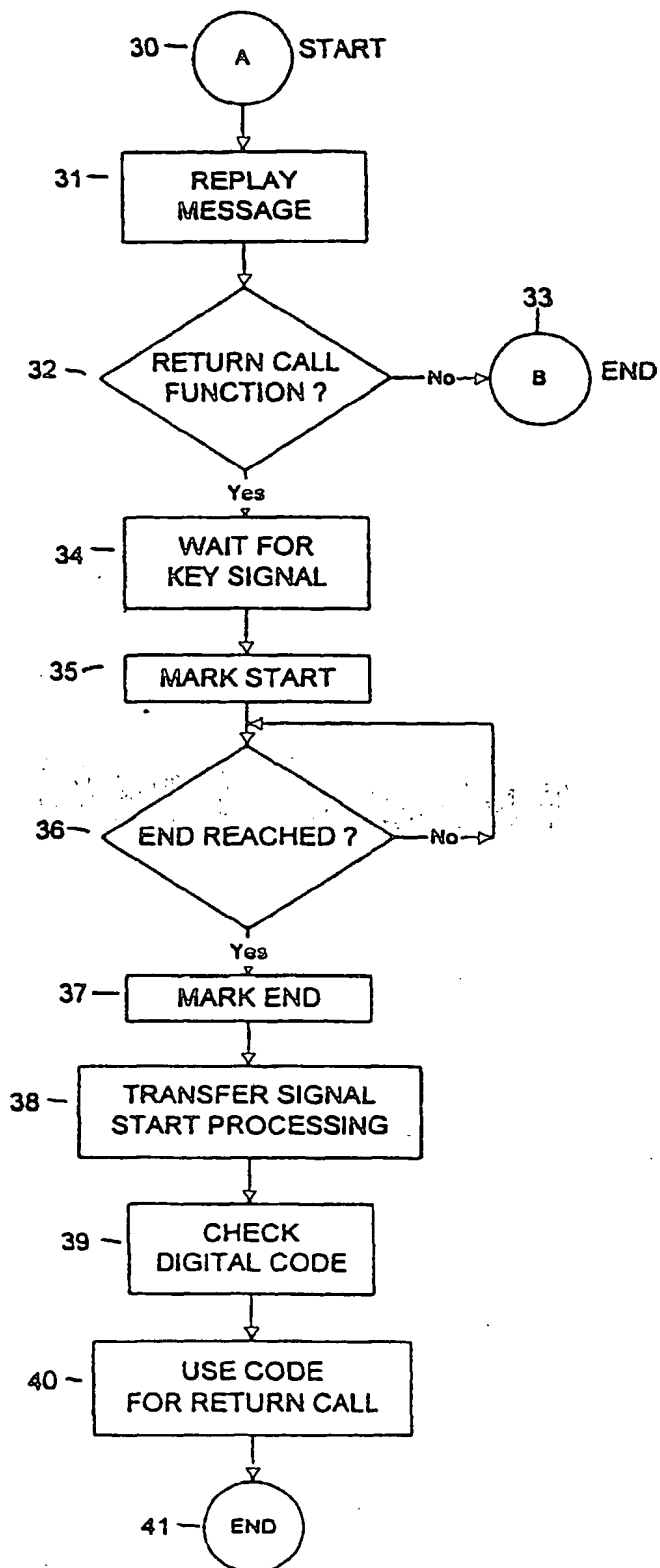 30
A
START
31
REPLAY
MESSAGE
33
32
RETURN CALL
FUNCTION ?
No
B
END
Yes
34
WAIT FOR
KEY SIGNAL
35
MARK START
36
END REACHED ?
No
Yes
37
MARK END
38
TRANSFER SIGNAL
START PROCESSING
39
CHECK
DIGITAL CODE
40
USE CODE
FOR RETURN CALL
41
END